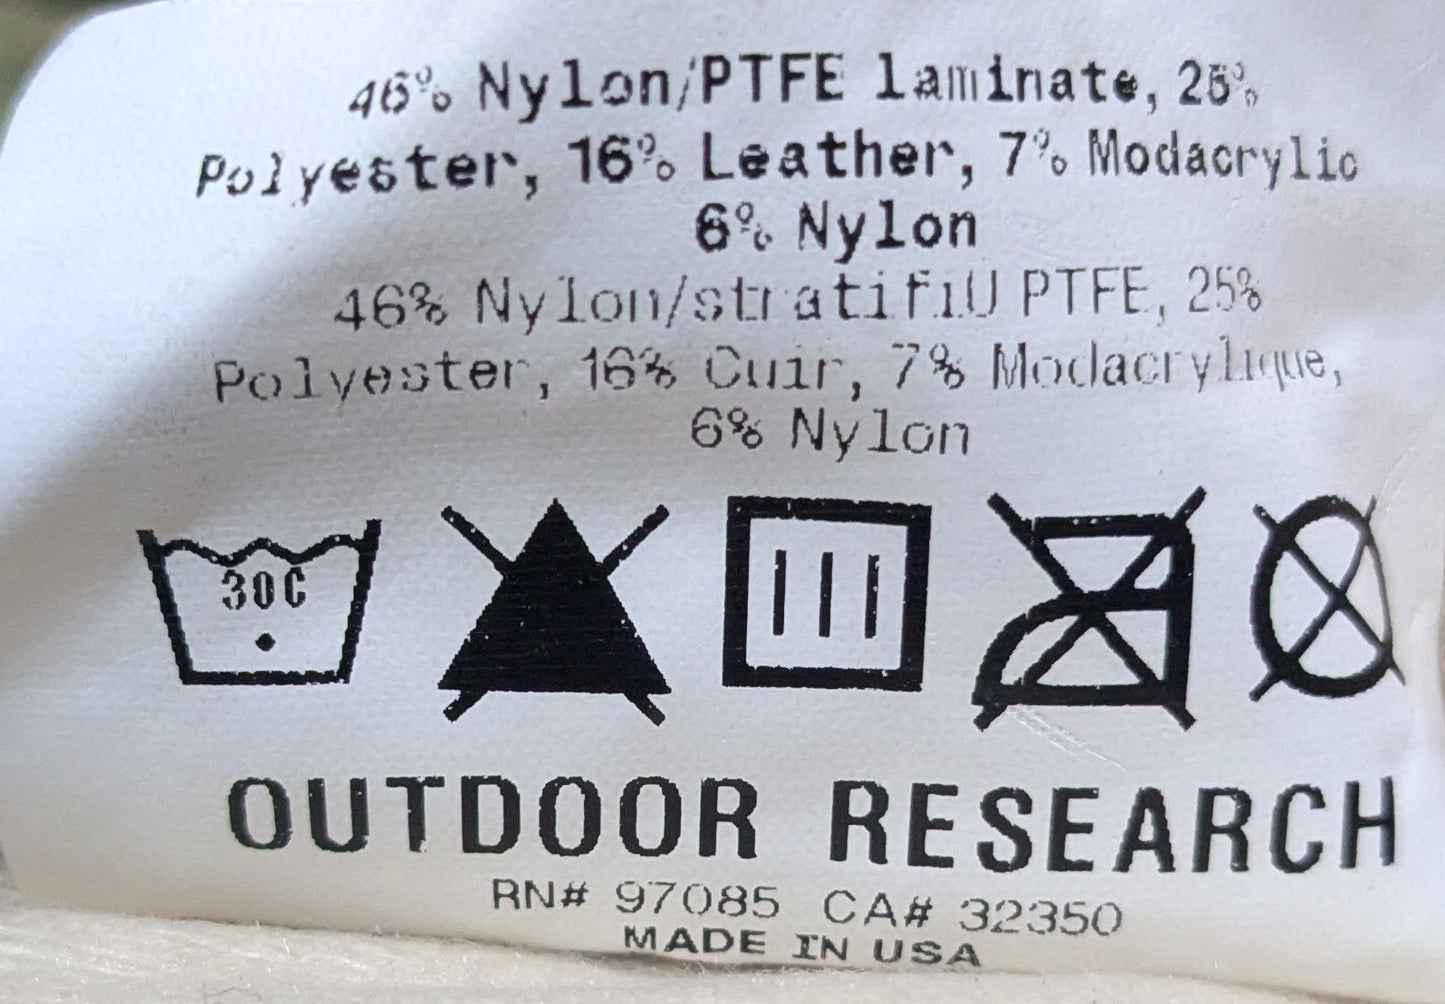 46% Nylon/PTFE laminate, 25%
Polyester, 16% Leather, 7% Modacrylic
6% Nylon
46% Nylon/stratifiU PTFE, 25%
Polyester, 16% Cuir, 7% Modacrylique,
6% Nylon
30C
OUTDOOR RESEARCH
RN# 97085 CA# 32350
MADE IN USA